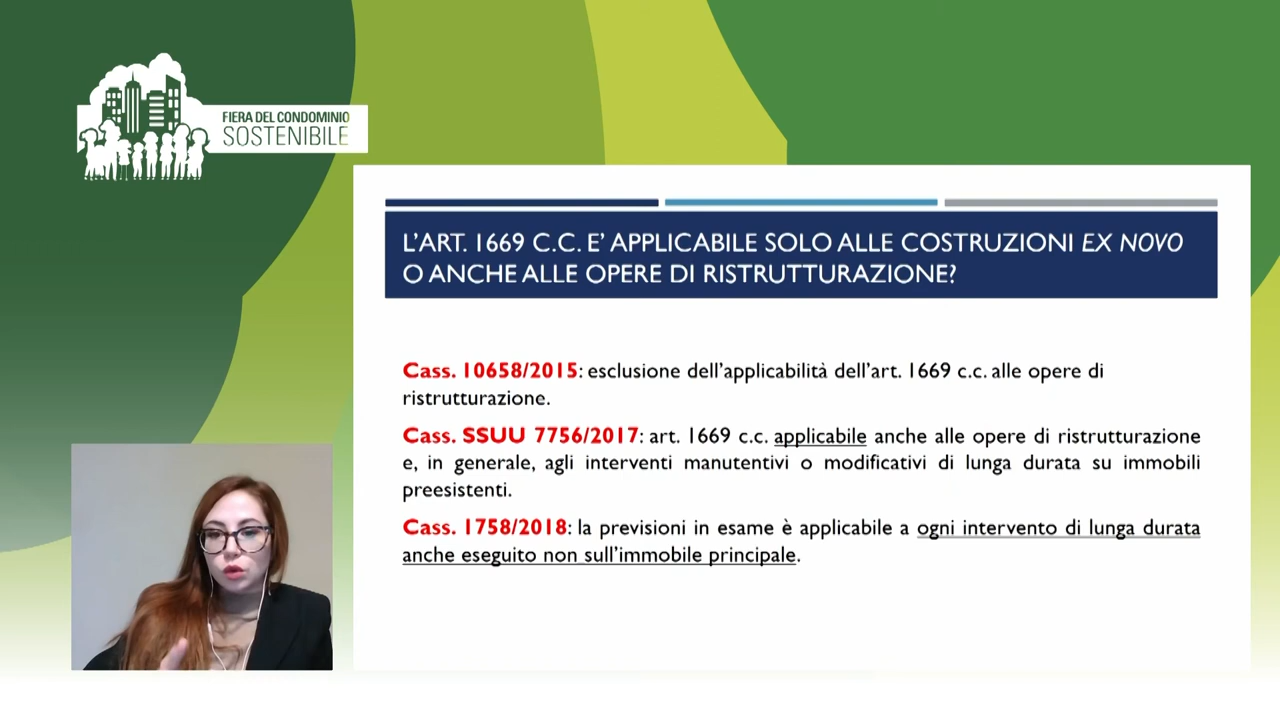 FIERA DEL CONDOMINIO
SOSTENIBILE
L'ART. 1669 C.C. E' APPLICABILE SOLO ALLE COSTRUZIONI EX NOVO
O ANCHE ALLE OPERE DI RISTRUTTURAZIONE?
Cass. 10658/2015: esclusione dell'applicabilità dell'art. 1669 c.c. alle opere di
ristrutturazione.
Cass. SSUU 7756/2017: art. 1669 c.c. applicabile anche alle opere di ristrutturazione
e, in generale, agli interventi manutentivi o modificativi di lunga durata su immobili
preesistenti.
Cass. 1758/2018: la previsioni in esame è applicabile a ogni intervento di lunga durata
anche eseguito non sull'immobile principale.